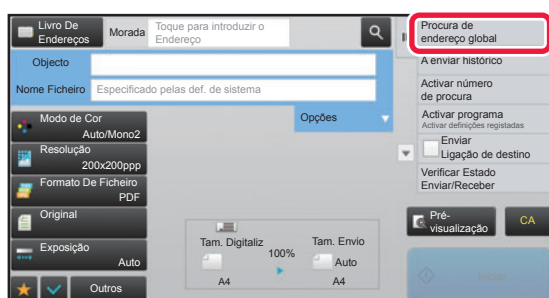 Livro De
Endereços
Morada
Toque para introduzir o
Endereço
Objecto
Nome Ficheiro
Especificado pelas def. de sistema
Modo de Cor
Auto/Mono2
Resolução
200x200ppp
Formato De Ficheiro
PDF
Original
Exposição
Auto
Outros
Opções
Tam. Digitaliz
100%
Tam. Envio
A4
Auto
A4
Procura de
endereço global
A enviar histórico
Activar número
de procura
Activar programa
Activar definições registadas
Enviar
Ligação de destino
Verificar Estado
Enviar/Receber
Pré-
visualização
CA
Iniciar